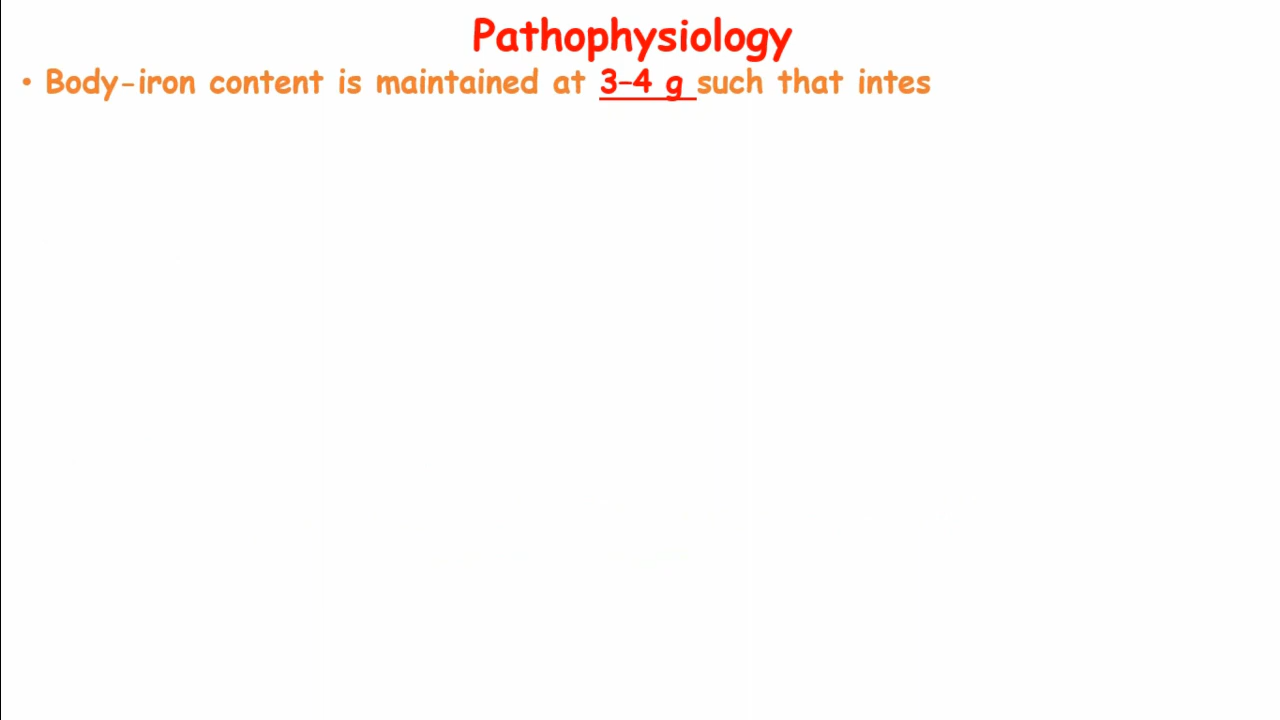 Pathophysiology
• Body-iron content is maintained at 3–4 g such that intes